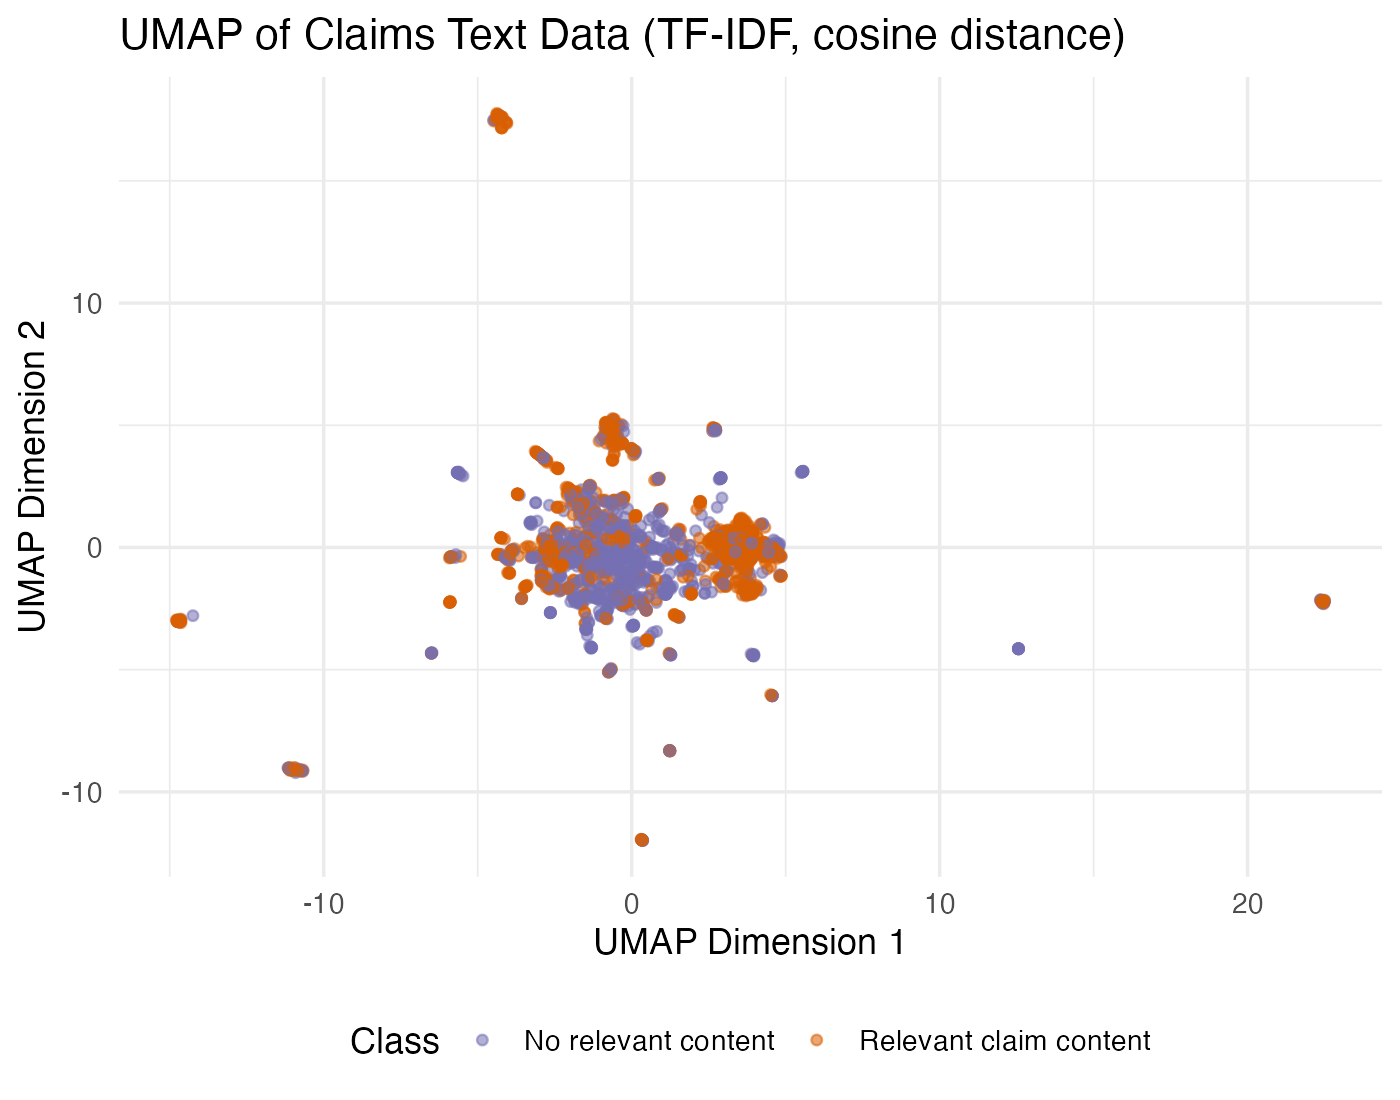 UMAP of Claims Text Data (TF-IDF, cosine distance)
UMAP Dimension 2
10
0
-10
-10 0 10 20
UMAP Dimension 1
Class No relevant content Relevant claim content